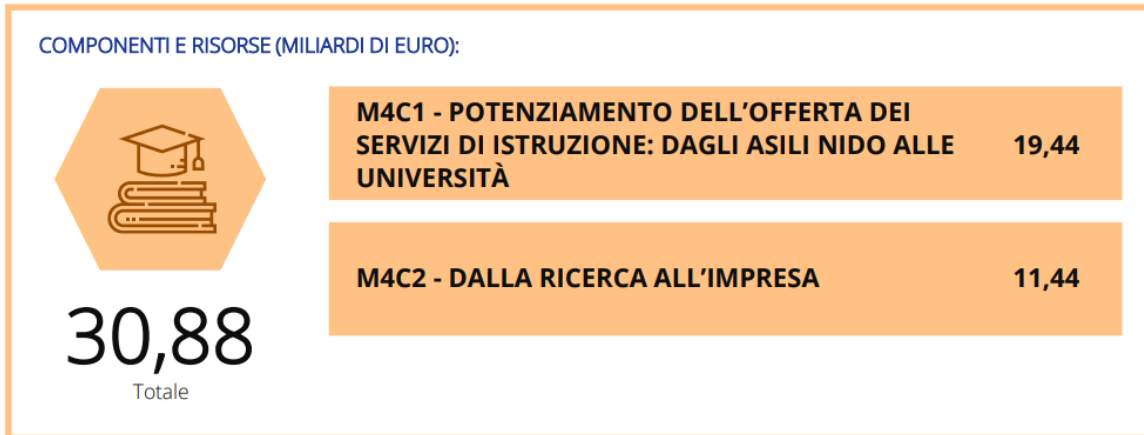 COMPONENTI E RISORSE (MILIARDI DI EURO):
M4C1 - POTENZIAMENTO DELL’OFFERTA DEI
SERVIZI DI ISTRUZIONE: DAGLI ASILI NIDO ALLE 19,44
UNIVERSITÀ
M4C2 - DALLA RICERCA ALL’IMPRESA 11,44
30,88
Totale